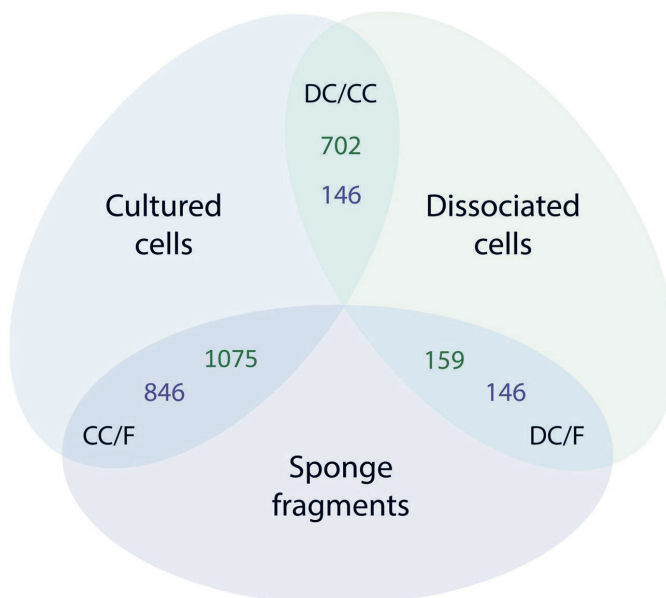 DC/CC
702
146
Cultured
cells
Dissociated
cells
1075
846
CC/F
159
146
DC/F
Sponge
fragments